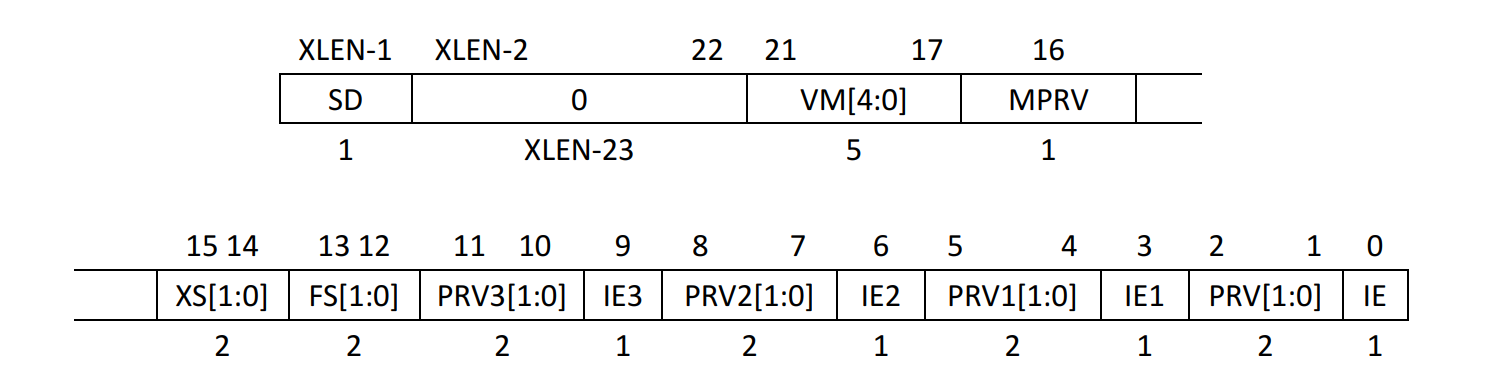 XLEN-1 XLEN-2 22 21 17 16
SD 0 VM[4:0] MPRV
1 XLEN-23 5 1
15 14 13 12 11 10 9 8 7 6 5 4 3 2 1 0
XS[1:0] FS[1:0] PRV3[1:0] IE3 PRV2[1:0] IE2 PRV1[1:0] IE1 PRV[1:0] IE
2 2 2 1 2 1 2 1 2 1